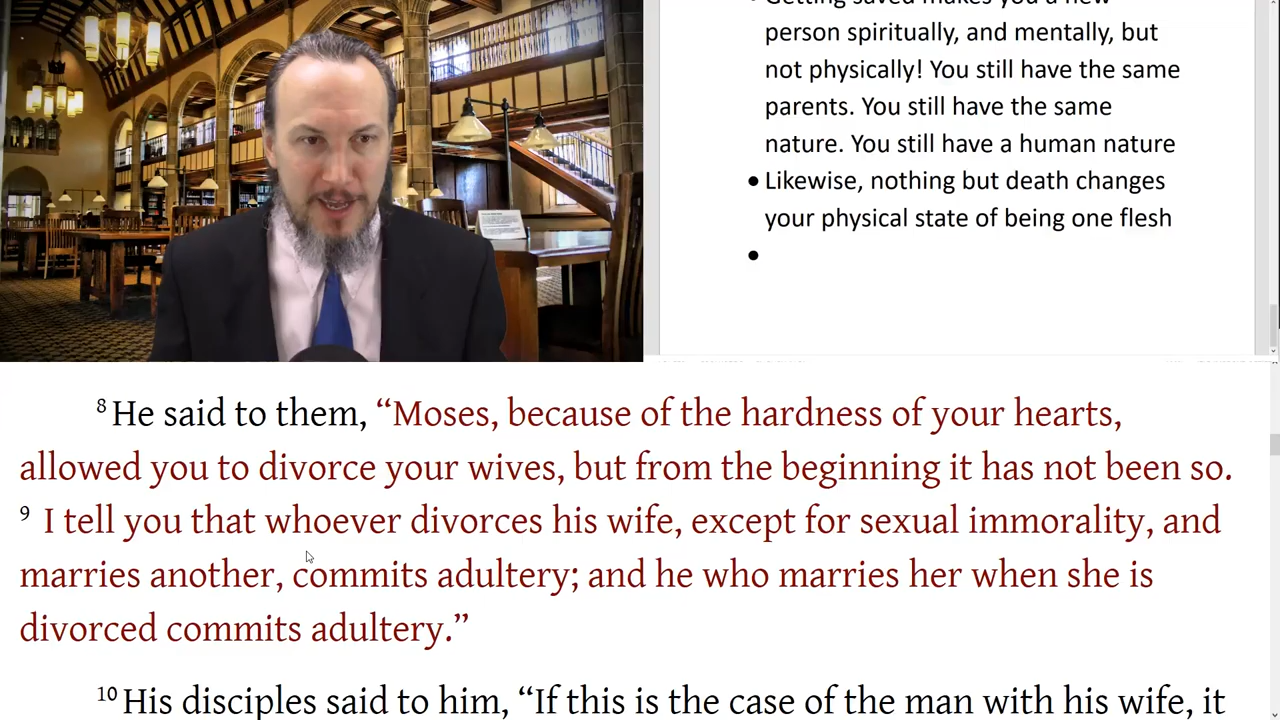 Getting saved makes you a new
person spiritually, and mentally, but
not physically! You still have the same
parents. You still have the same
nature. You still have a human nature
• Likewise, nothing but death changes
your physical state of being one flesh
•
8 He said to them, “Moses, because of the hardness of your hearts,
allowed you to divorce your wives, but from the beginning it has not been so.
9 I tell you that whoever divorces his wife, except for sexual immorality, and
marries another, commits adultery; and he who marries her when she is
divorced commits adultery.”
10 His disciples said to him, “If this is the case of the man with his wife, it